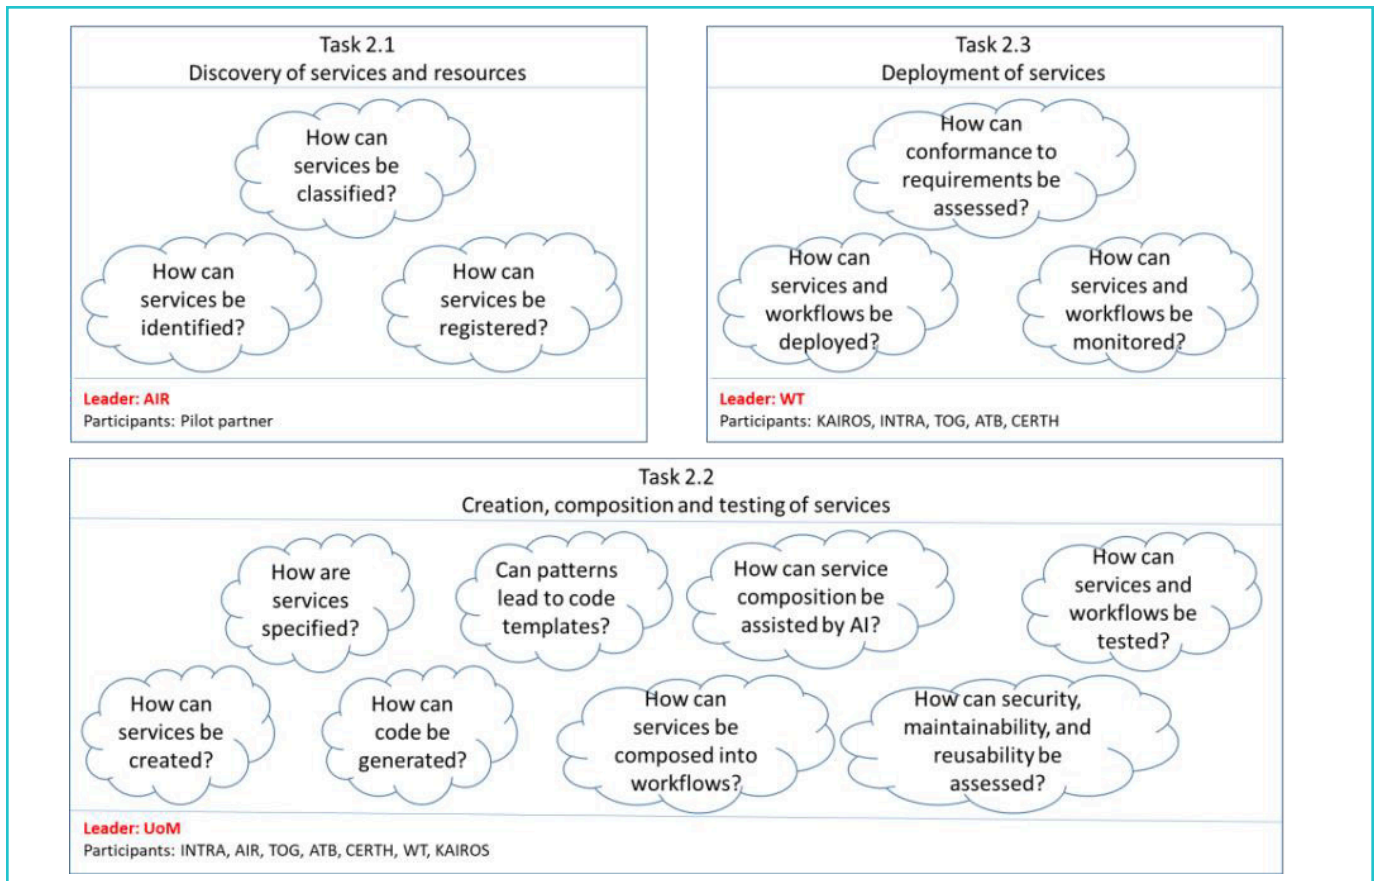 Task 2.1
Discovery of services and resources
How can
services be
classified?
How can
services be
identified?
How can
services be
registered?
Leader: AIR
Participants: Pilot partner
Task 2.3
Deployment of services
How can
conformance to
requirements be
assessed?
How can
services and
workflows be
deployed?
How can
services and
workflows be
monitored?
Leader: WT
Participants: KAIROS, INTRA, TOG, ATB, CERTH
Task 2.2
Creation, composition and testing of services
How are
services
specified?
Can patterns
lead to code
templates?
How can service
composition be
assisted by AI?
How can
services and
workflows be
tested?
How can
services be
created?
How can
code be
generated?
How can
services be
composed into
workflows?
How can security,
maintainability, and
reusability be
assessed?
Leader: UoM
Participants: INTRA, AIR, TOG, ATB, CERTH, WT, KAIROS